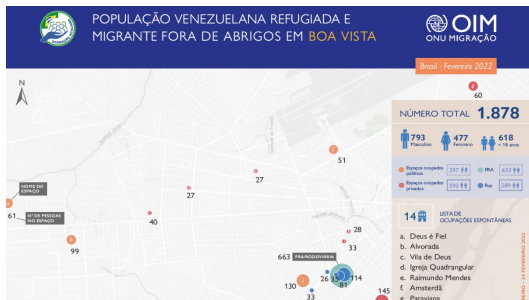 POPULAÇÃO VENEZUELANA REFUGIADA E
MIGRANTE FORA DE ABRIGOS EM BOA VISTA
OIM
ONU MIGRAÇÃO
Brasil - Fevereiro 2022
N
60
NÚMERO TOTAL 1.878
793
Masculino
477
Feminino
618
< 18 anos
Espaços ocupados
públicos
397
PRA
653
Espaços ocupados
privados
593
Rua
51
27
27
NOME DO
ESPAÇO
61
Nº DE PESSOAS
NO ESPAÇO
40
99
28
33
663
PRA/RODOVIÁRIA
130
26
35
114
81
33
145
14
LISTA DE
OCUPAÇÕES ESPONTÂNEAS
a. Deus é Fiel
b. Alvorada
c. Vila de Deus
d. Igreja Quadrangular
e. Raimundo Mendes
f. Amsterdã
g. Paraviana